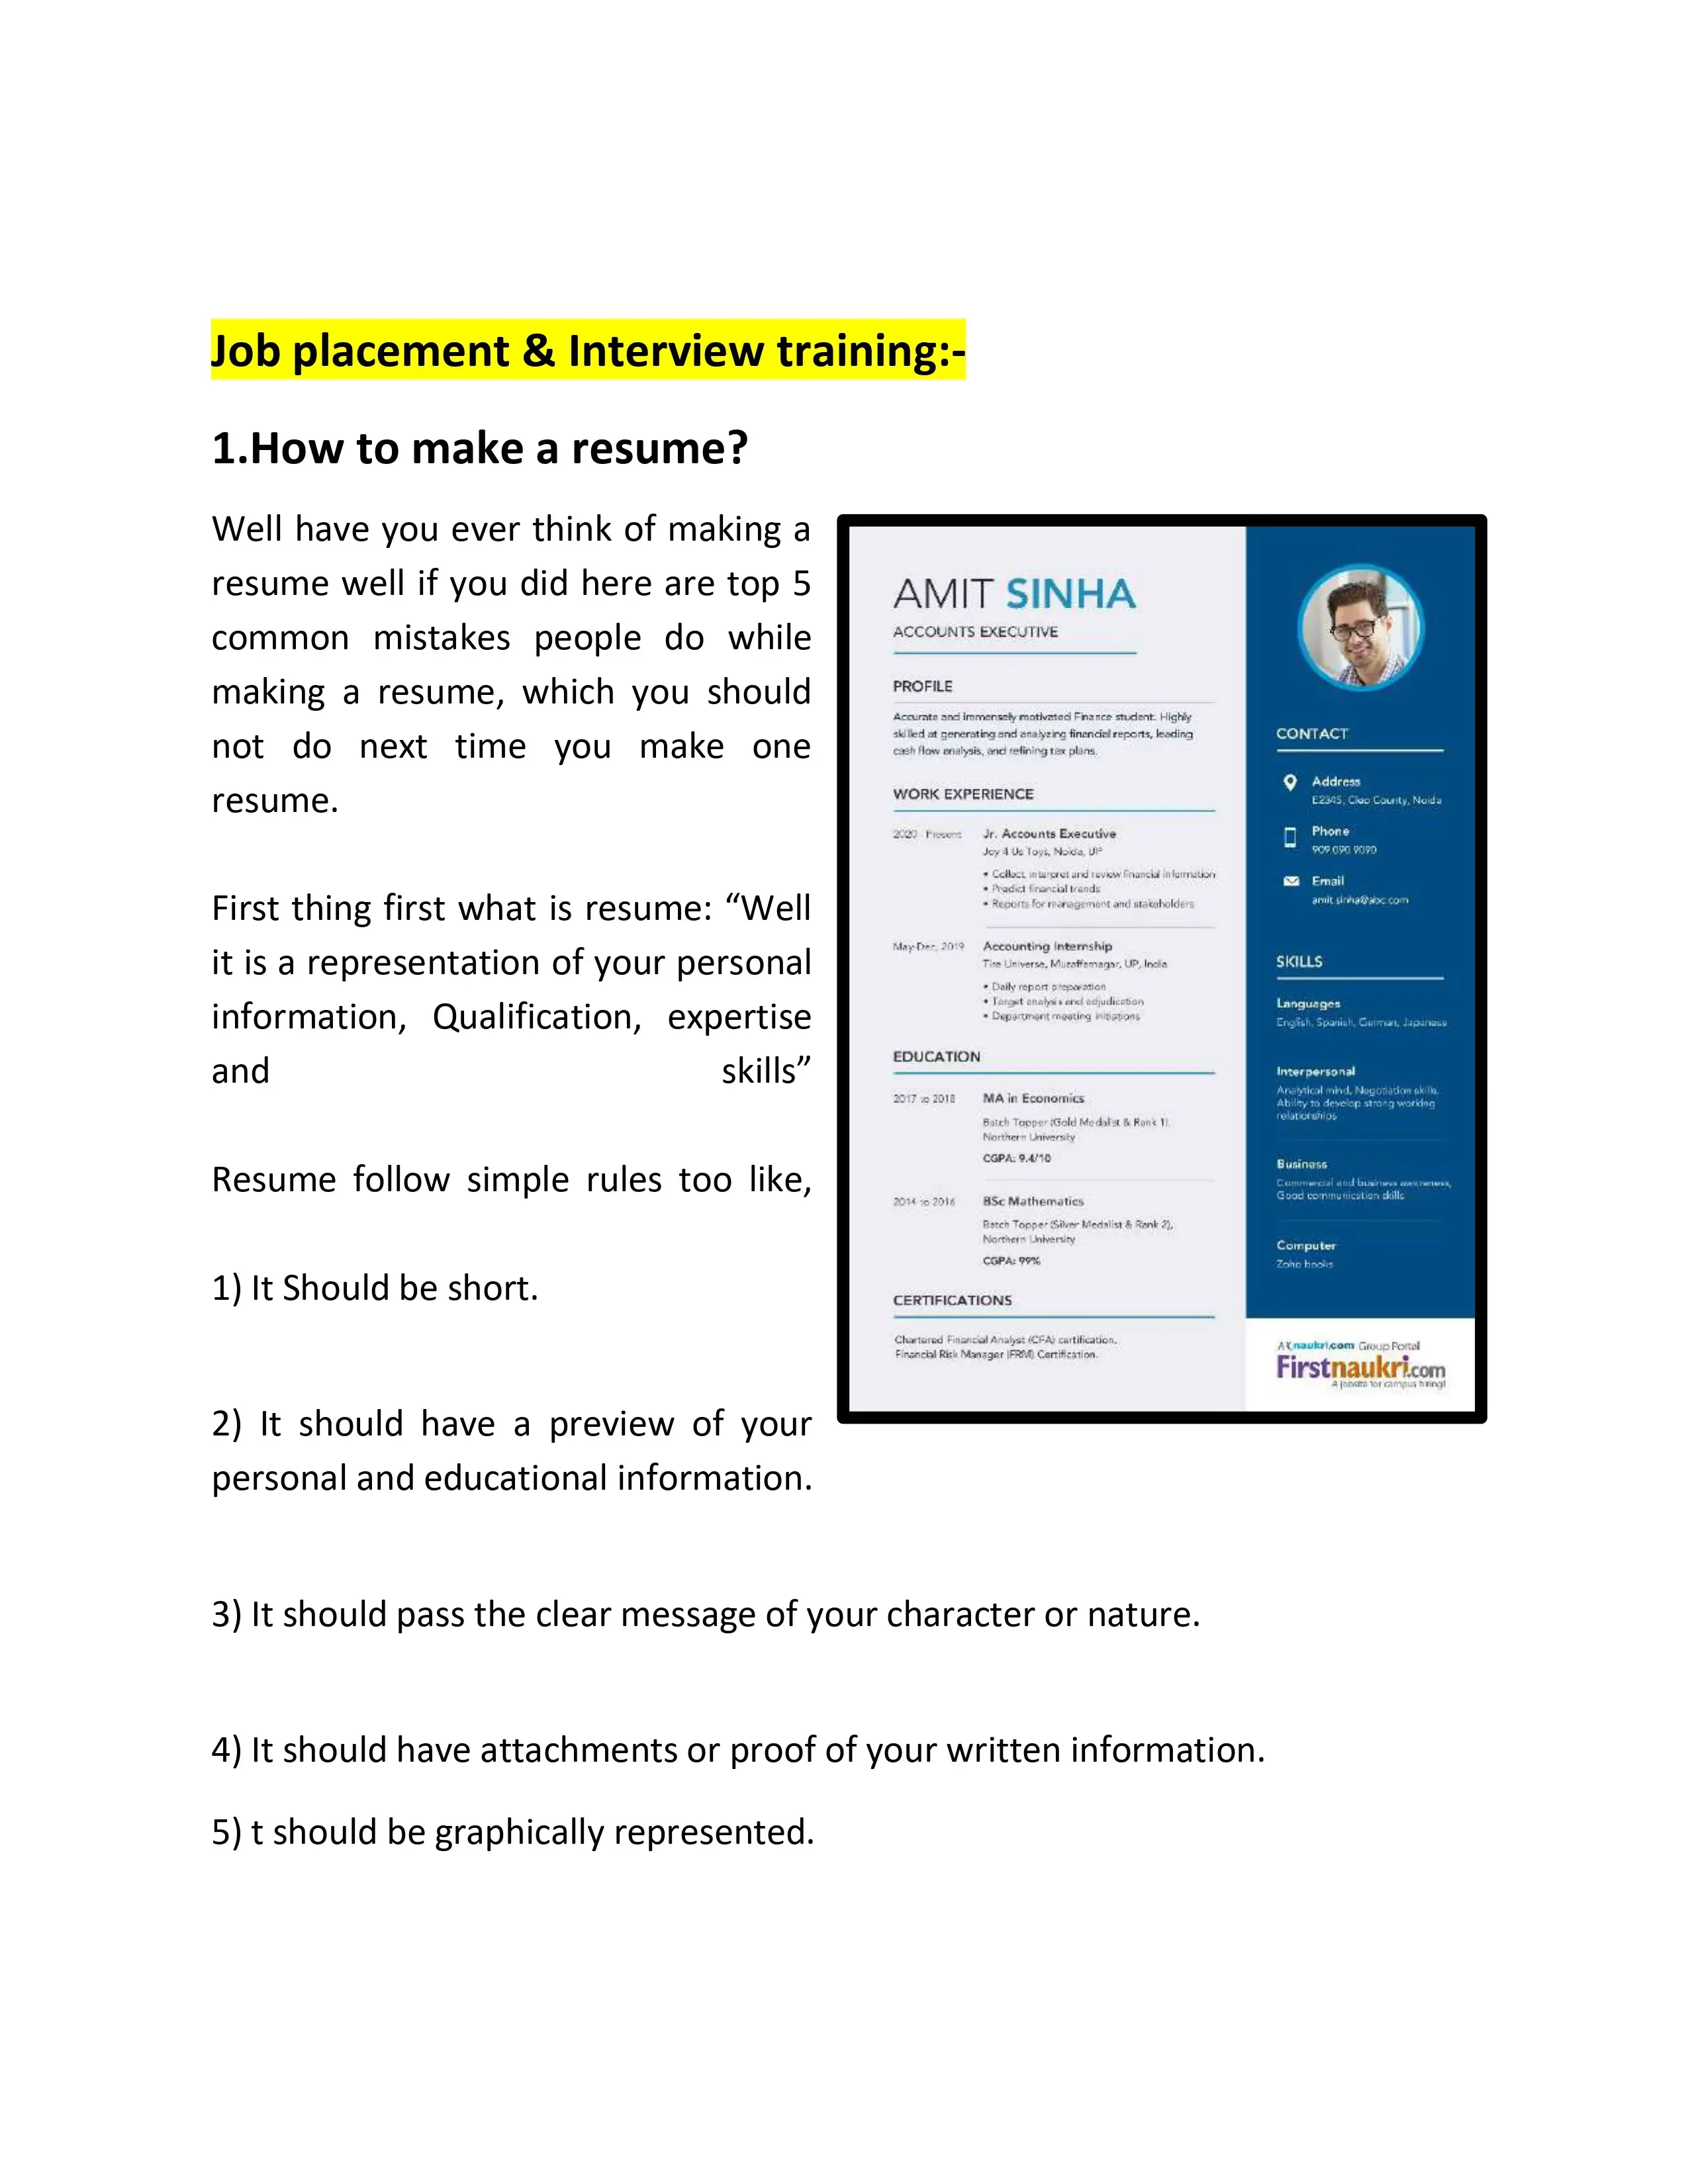 Job placement & Interview training:-
1.How to make a resume?
Well have you ever think of making a
resume well if you did here are top 5
common mistakes people do while
making a resume, which you should
not do next time you make one
resume.
First thing first what is resume: “Well
it is a representation of your personal
information, Qualification, expertise
and skills”
Resume follow simple rules too like,
1) It Should be short.
2) It should have a preview of your
personal and educational information.
3) It should pass the clear message of your character or nature.
4) It should have attachments or proof of your written information.
5) t should be graphically represented.
AMIT SINHA
ACCOUNTS EXECUTIVE
PROFILE
Accurate and immensely motivated Finance student. Highly
skilled at generating and analyzing financial reports, leading
cash flow analysis, and refining tax plans.
WORK EXPERIENCE
2020 - Present Jr. Accounts Executive
Joy 4 Us Toys, Noida, UP
• Collect, interpret and review financial information
• Predict financial trends
• Reports for management and stakeholders
May-Dec, 2019 Accounting Internship
Tire Universe, Muzaffarnagar, UP, India
• Daily report preparation
• Target analysis and adjudication
• Department meeting initiations
EDUCATION
2017 to 2018 MA in Economics
Batch Topper (Gold Medalist & Rank 1),
Northern University
CGPA: 9.4/10
2014 to 2016 BSc Mathematics
Batch Topper (Silver Medalist & Rank 2),
Northern University
CGPA: 99%
CERTIFICATIONS
Chartered Financial Analyst (CFA) certification.
Financial Risk Manager (FRM) Certification.
CONTACT
Address
E2345, Cleo County, Noida
Phone
909 090 9090
Email
amit.sinha@abc.com
SKILLS
Languages
English, Spanish, German, Japanese
Interpersonal
Analytical mind, Negotiation skills,
Ability to develop strong working
relationships
Business
Commercial and business awareness,
Good communication skills
Computer
Zoho books
A naukri.com Group Portal
Firstnaukri.com
A jobsite for campus hiring!